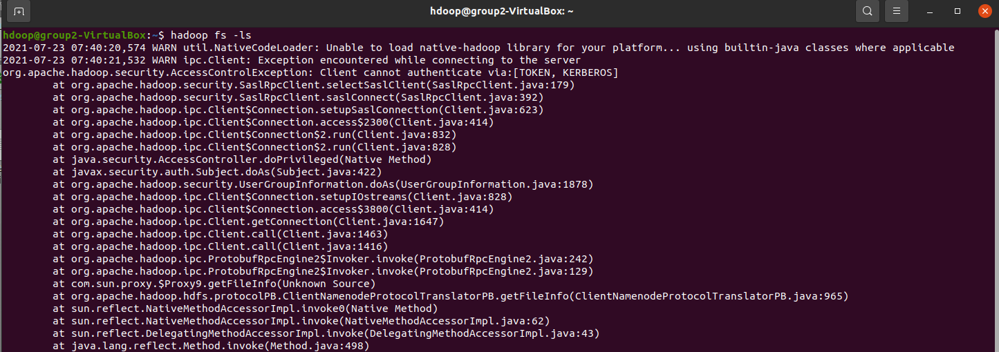 hdoop@group2-VirtualBox: ~
hdoop@group2-VirtualBox:~$ hadoop fs -ls
2021-07-23 07:40:20,574 WARN util.NativeCodeLoader: Unable to load native-hadoop library for your platform... using builtin-java classes where applicable
2021-07-23 07:40:21,532 WARN ipc.Client: Exception encountered while connecting to the server
org.apache.hadoop.security.AccessControlException: Client cannot authenticate via:[TOKEN, KERBEROS]
at org.apache.hadoop.security.SaslRpcClient.selectSaslClient(SaslRpcClient.java:179)
at org.apache.hadoop.security.SaslRpcClient.saslConnect(SaslRpcClient.java:392)
at org.apache.hadoop.ipc.Client$Connection.setupSaslConnection(Client.java:623)
at org.apache.hadoop.ipc.Client$Connection.access$2300(Client.java:414)
at org.apache.hadoop.ipc.Client$Connection$2.run(Client.java:832)
at org.apache.hadoop.ipc.Client$Connection$2.run(Client.java:828)
at java.security.AccessController.doPrivileged(Native Method)
at javax.security.auth.Subject.doAs(Subject.java:422)
at org.apache.hadoop.security.UserGroupInformation.doAs(UserGroupInformation.java:1878)
at org.apache.hadoop.ipc.Client$Connection.setupIOstreams(Client.java:828)
at org.apache.hadoop.ipc.Client$Connection.access$3800(Client.java:414)
at org.apache.hadoop.ipc.Client.getConnection(Client.java:1647)
at org.apache.hadoop.ipc.Client.call(Client.java:1463)
at org.apache.hadoop.ipc.Client.call(Client.java:1416)
at org.apache.hadoop.ipc.ProtobufRpcEngine2$Invoker.invoke(ProtobufRpcEngine2.java:242)
at org.apache.hadoop.ipc.ProtobufRpcEngine2$Invoker.invoke(ProtobufRpcEngine2.java:129)
at com.sun.proxy.$Proxy9.getFileInfo(Unknown Source)
at org.apache.hadoop.hdfs.protocolPB.ClientNamenodeProtocolTranslatorPB.getFileInfo(ClientNamenodeProtocolTranslatorPB.java:965)
at sun.reflect.NativeMethodAccessorImpl.invoke0(Native Method)
at sun.reflect.NativeMethodAccessorImpl.invoke(NativeMethodAccessorImpl.java:62)
at sun.reflect.DelegatingMethodAccessorImpl.invoke(DelegatingMethodAccessorImpl.java:43)
at java.lang.reflect.Method.invoke(Method.java:498)